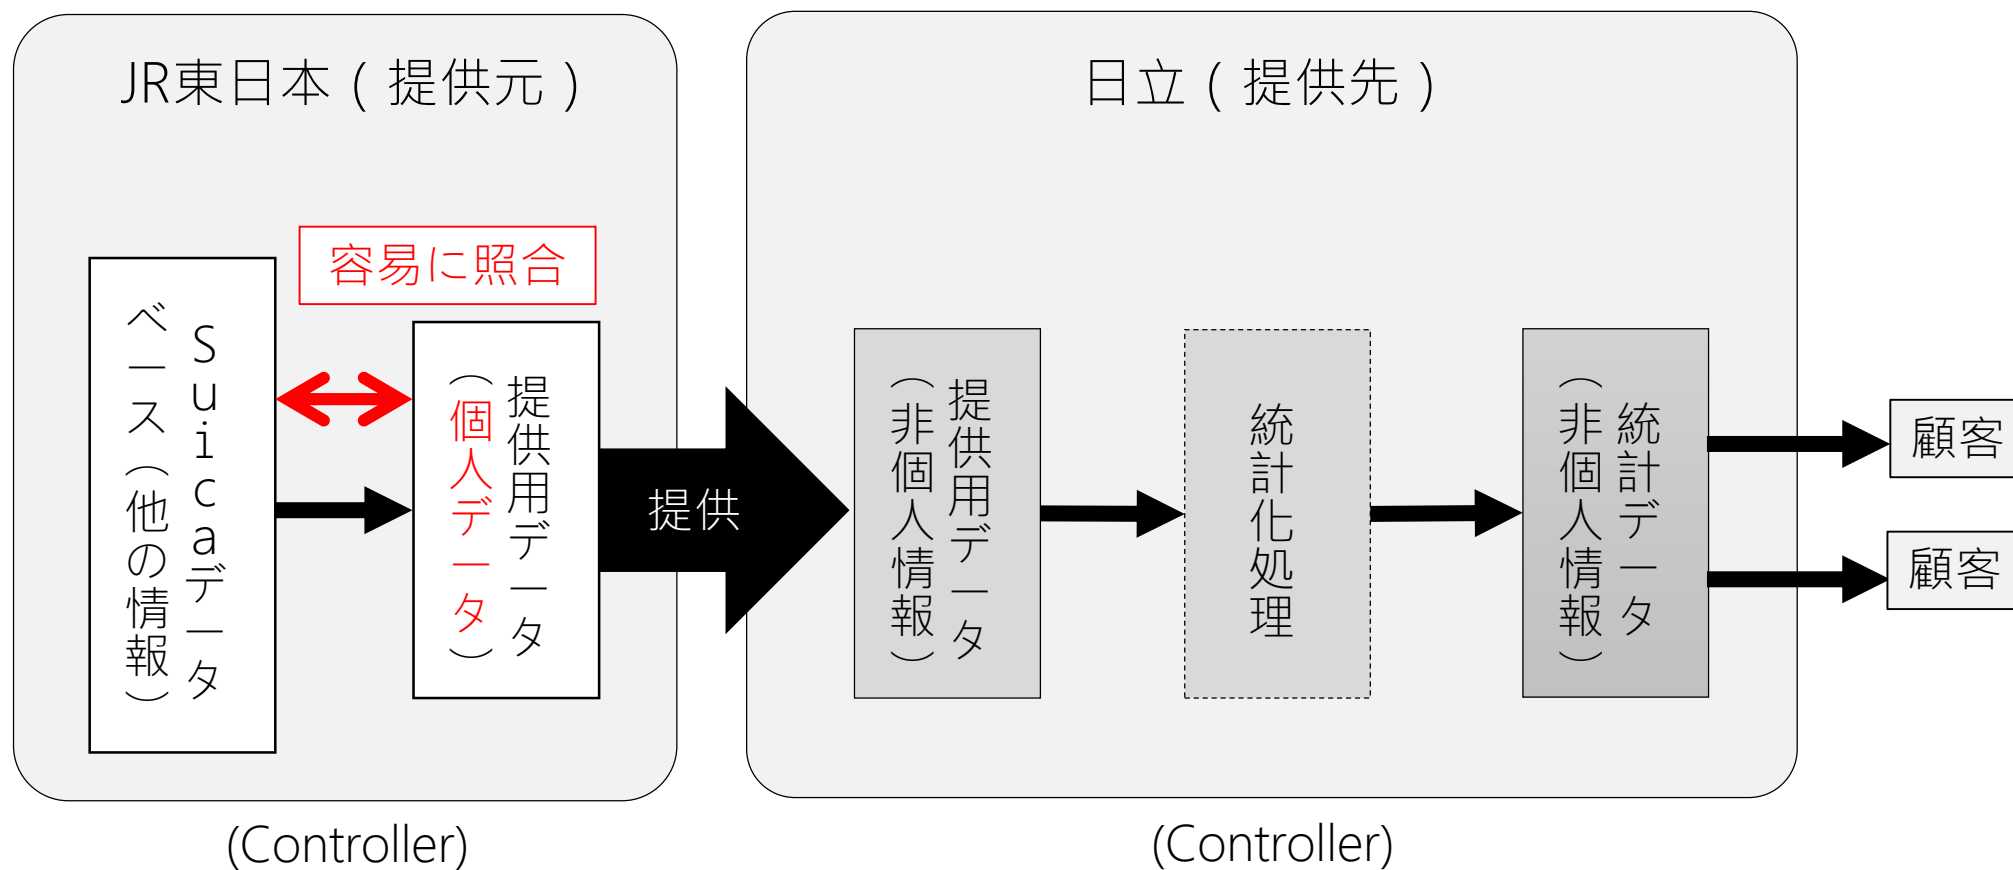 JR東日本(提供元)
日立(提供先)
容易に照合
Suicaデータ
ベース(他の情報)
提供用データ
(個人データ)
提供
提供用データ
(非個人情報)
統計化処理
統計データ
(非個人情報)
顧客
顧客
(Controller)
(Controller)